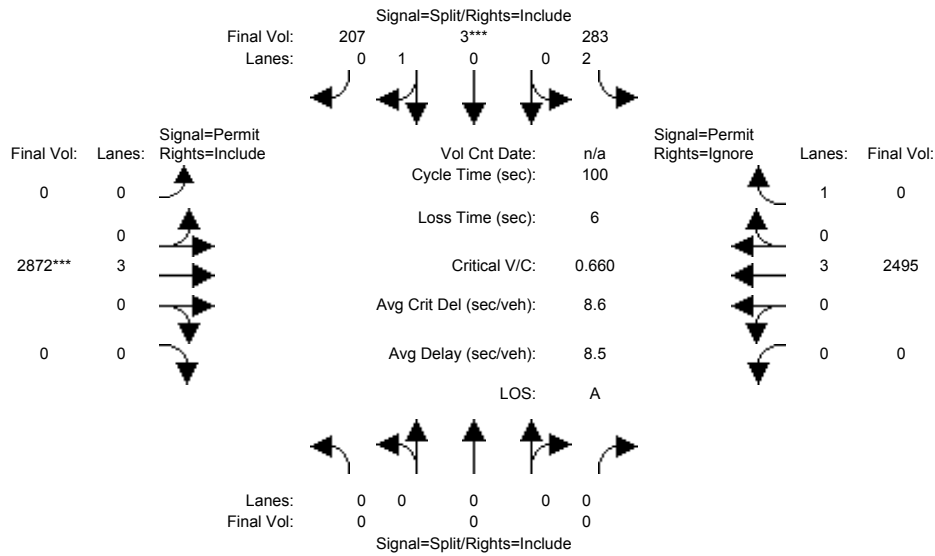 Signal=Split/Rights=Include
Final Vol: 207 3*** 283
Lanes: 0 1 0 0 2
Signal=Permit Signal=Permit
Final Vol: Lanes: Rights=Include Vol Cnt Date: n/a Rights=Ignore Lanes: Final Vol:
Cycle Time (sec): 100
0 0 1 0
Loss Time (sec): 6
0 0
2872*** 3 Critical V/C: 0.660 3 2495
0 Avg Crit Del (sec/veh): 8.6 0
0 0 Avg Delay (sec/veh): 8.5 0 0
LOS: A
Lanes: 0 0 0 0 0
Final Vol: 0 0 0
Signal=Split/Rights=Include